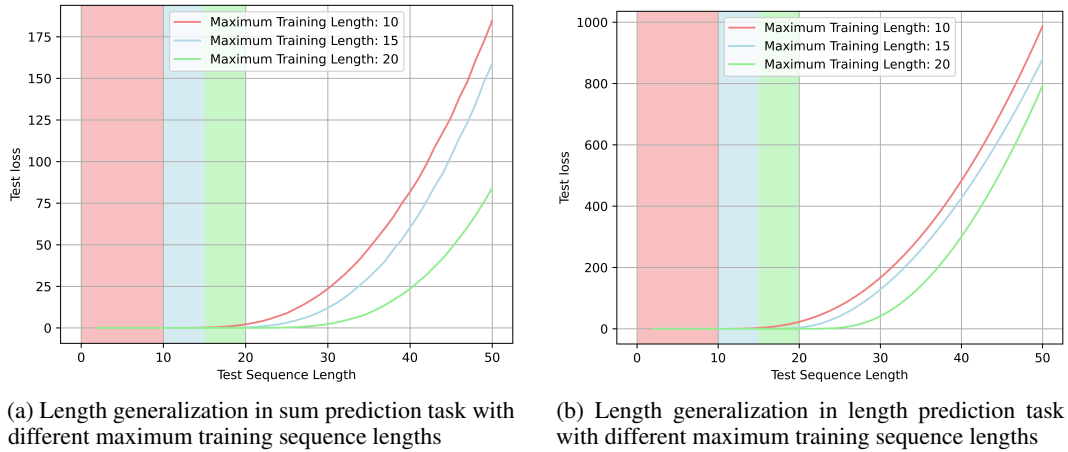 Maximum Training Length: 10
Maximum Training Length: 15
Maximum Training Length: 20
175
150
125
100
75
50
25
0
Test loss
0 10 20 30 40 50
Test Sequence Length
(a) Length generalization in sum prediction task with
different maximum training sequence lengths
Maximum Training Length: 10
Maximum Training Length: 15
Maximum Training Length: 20
1000
800
600
400
200
0
Test loss
0 10 20 30 40 50
Test Sequence Length
(b) Length generalization in length prediction task
with different maximum training sequence lengths